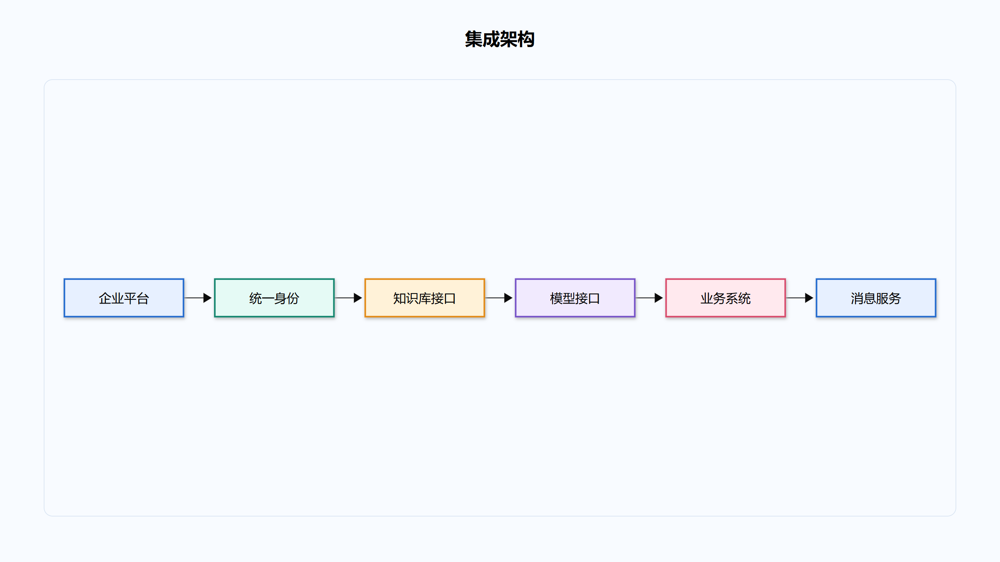 集成架构
企业平台
统一身份
知识库接口
模型接口
业务系统
消息服务